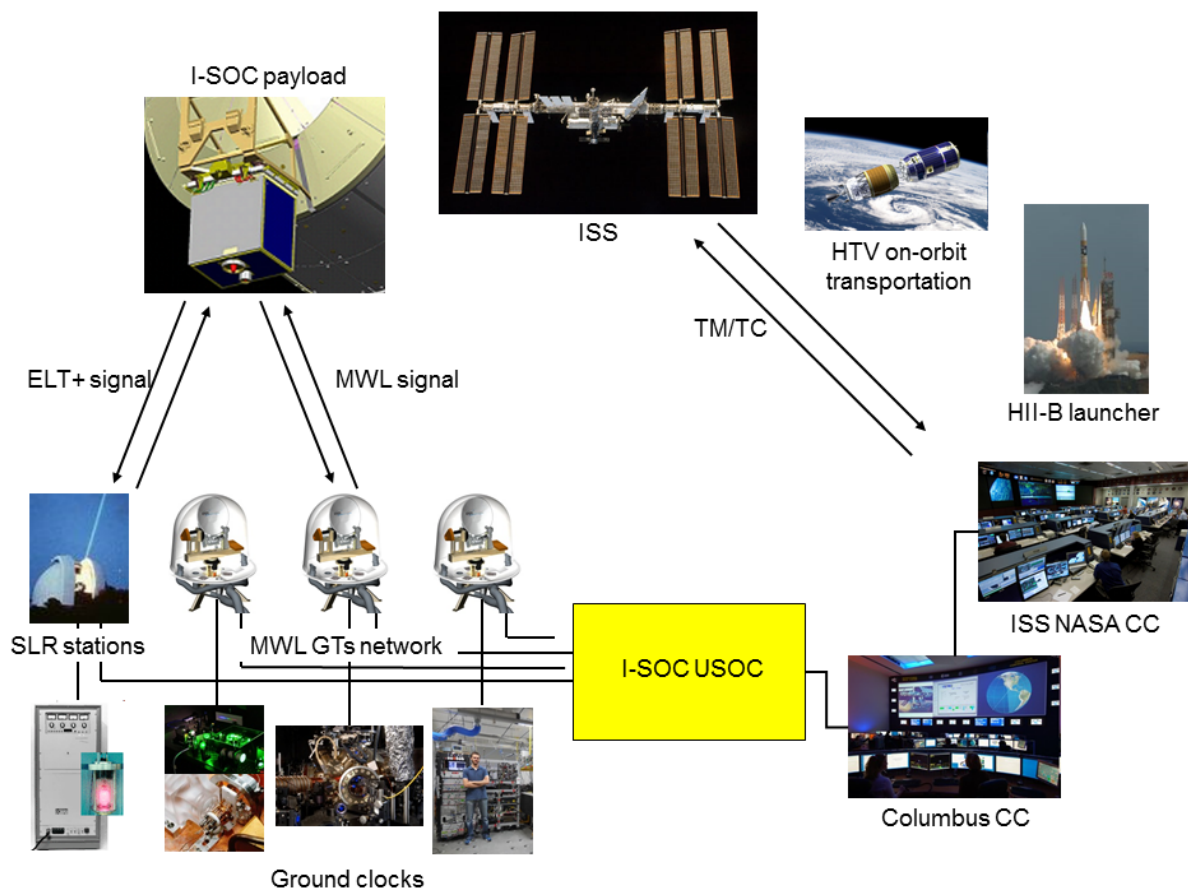 I-SOC payload
ISS
HTV on-orbit
transportation
TM/TC
HII-B launcher
ELT+ signal
MWL signal
ISS NASA CC
SLR stations
MWL GTs network
I-SOC USOC
Columbus CC
Ground clocks